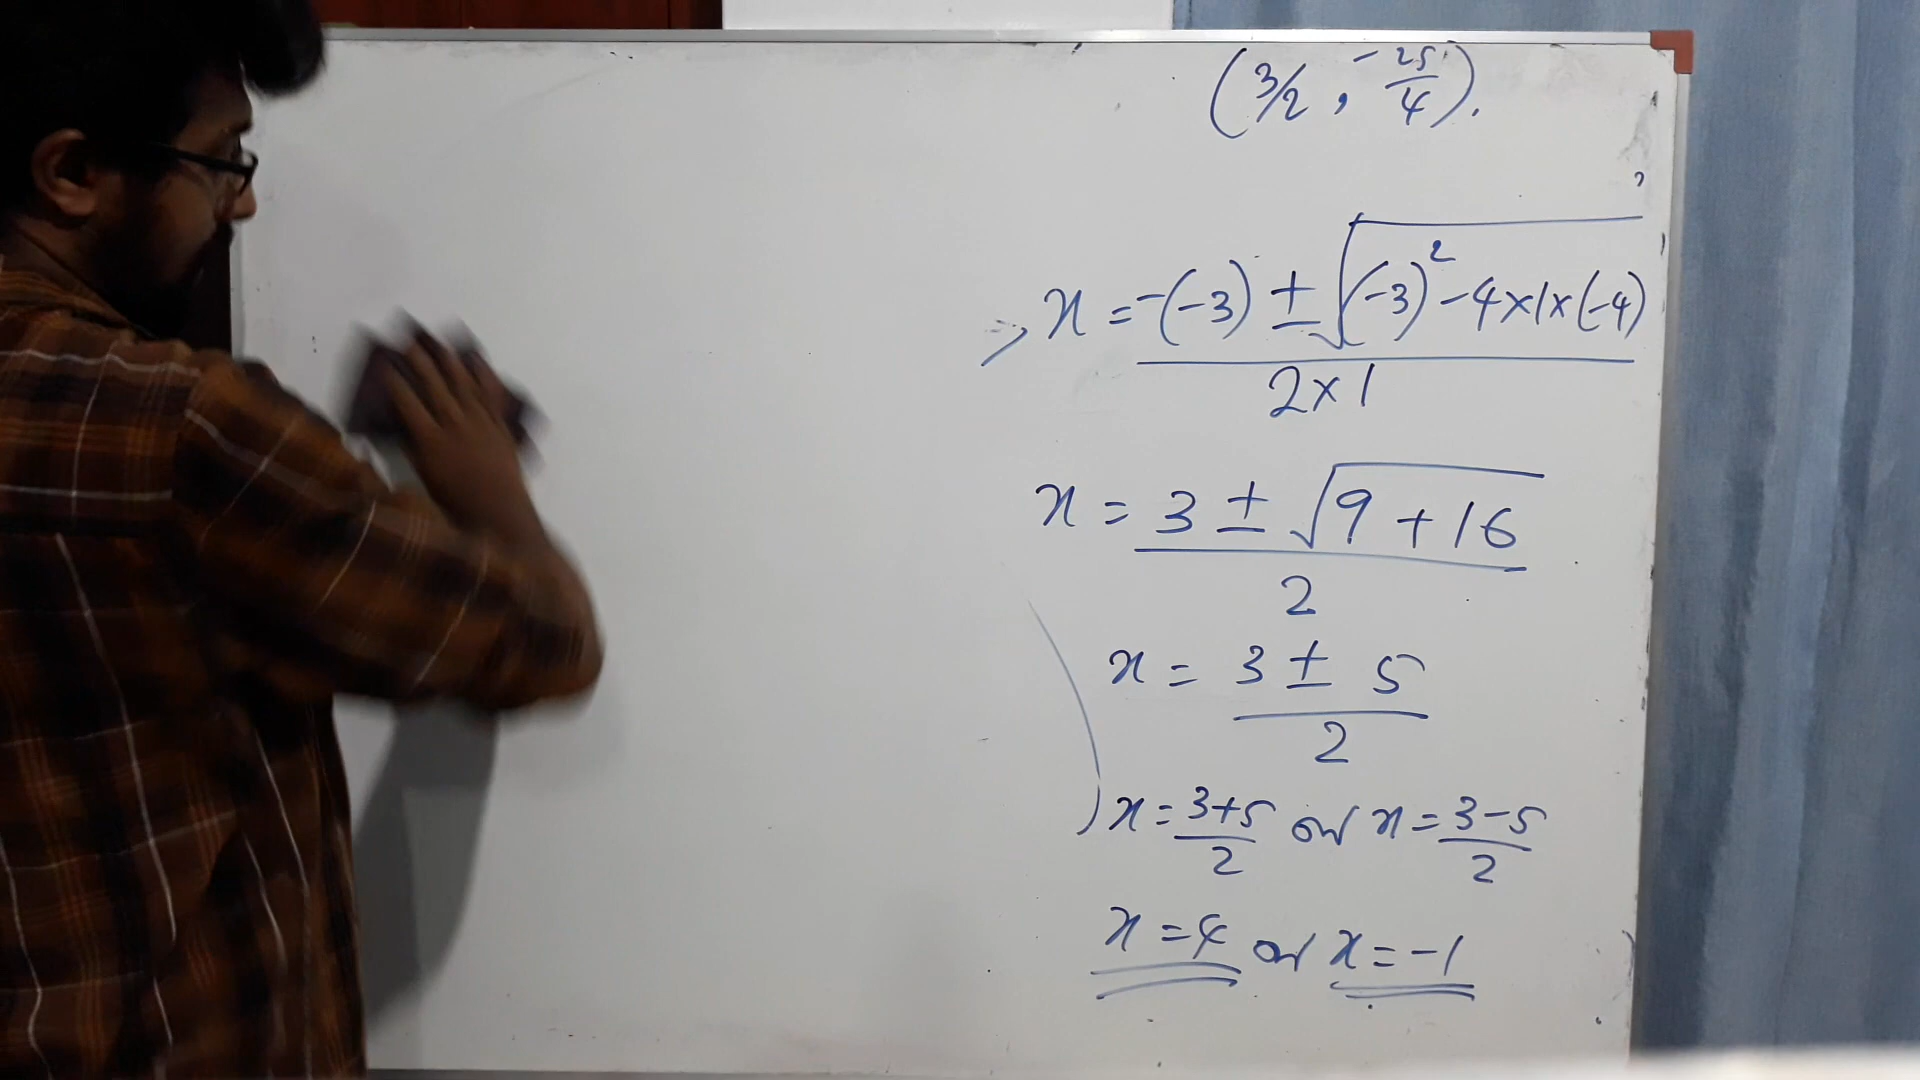 (3/2, -25/4).
⇒ x = -(-3) ± √((-3)² - 4×1×(-4)) / 2×1
x = 3 ± √(9 + 16) / 2
x = 3 ± 5 / 2
x = 3+5 / 2 or x = 3-5 / 2
x = 4 or x = -1